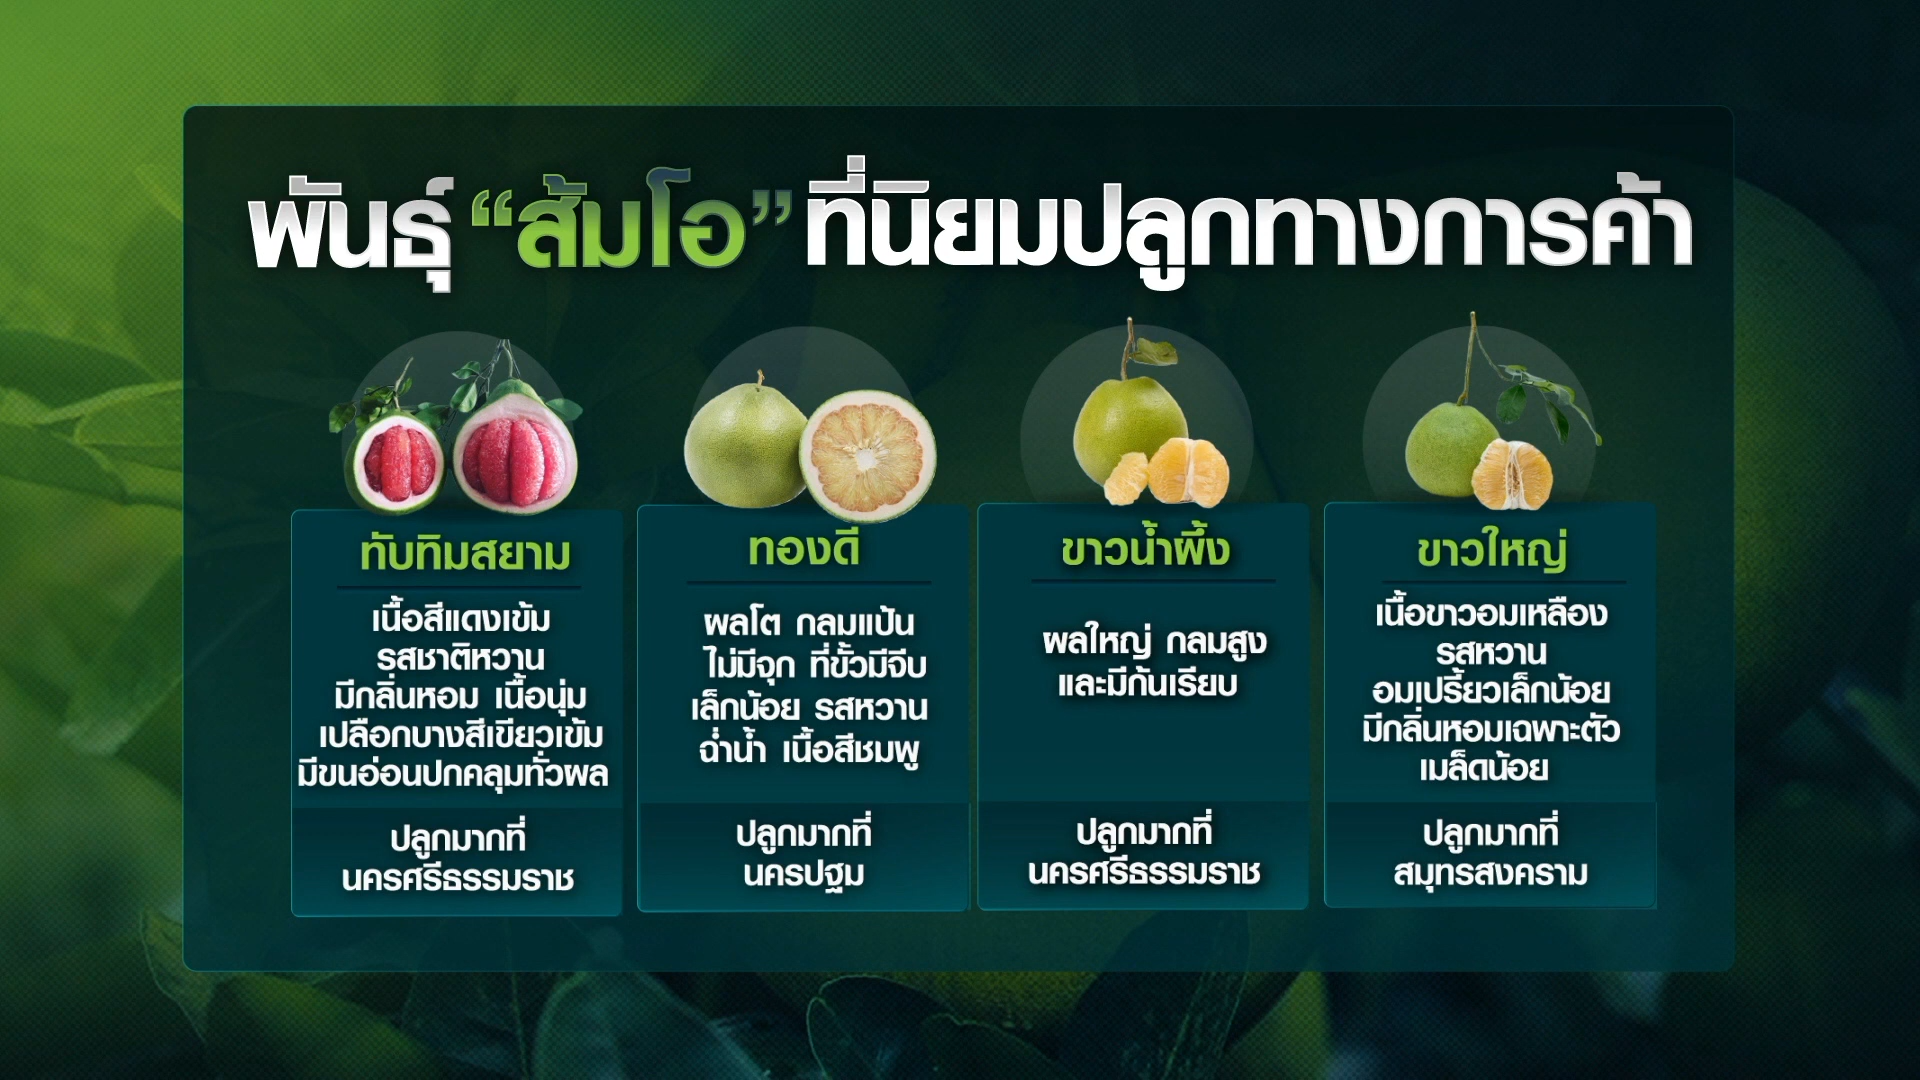 พันธุ์ “ส้มโอ” ที่นิยมปลูกทางการค้า
ทับทิมสยาม
เนื้อสีแดงเข้ม
รสชาติหวาน
มีกลิ่นหอม เนื้อนุ่ม
เปลือกบางสีเขียวเข้ม
มีขนอ่อนปกคลุมทั่วผล
ปลูกมากที่
นครศรีธรรมราช
ทองดี
ผลโต กลมแป้น
ไม่มีจุก ที่ขั้วมีจีบ
เล็กน้อย รสหวาน
ฉ่ำน้ำ เนื้อสีชมพู
ปลูกมากที่
นครปฐม
ขาวน้ำผึ้ง
ผลใหญ่ กลมสูง
และมีก้นเรียบ
ปลูกมากที่
นครศรีธรรมราช
ขาวใหญ่
เนื้อขาวอมเหลือง
รสหวาน
อมเปรี้ยวเล็กน้อย
มีกลิ่นหอมเฉพาะตัว
เมล็ดน้อย
ปลูกมากที่
สมุทรสงคราม